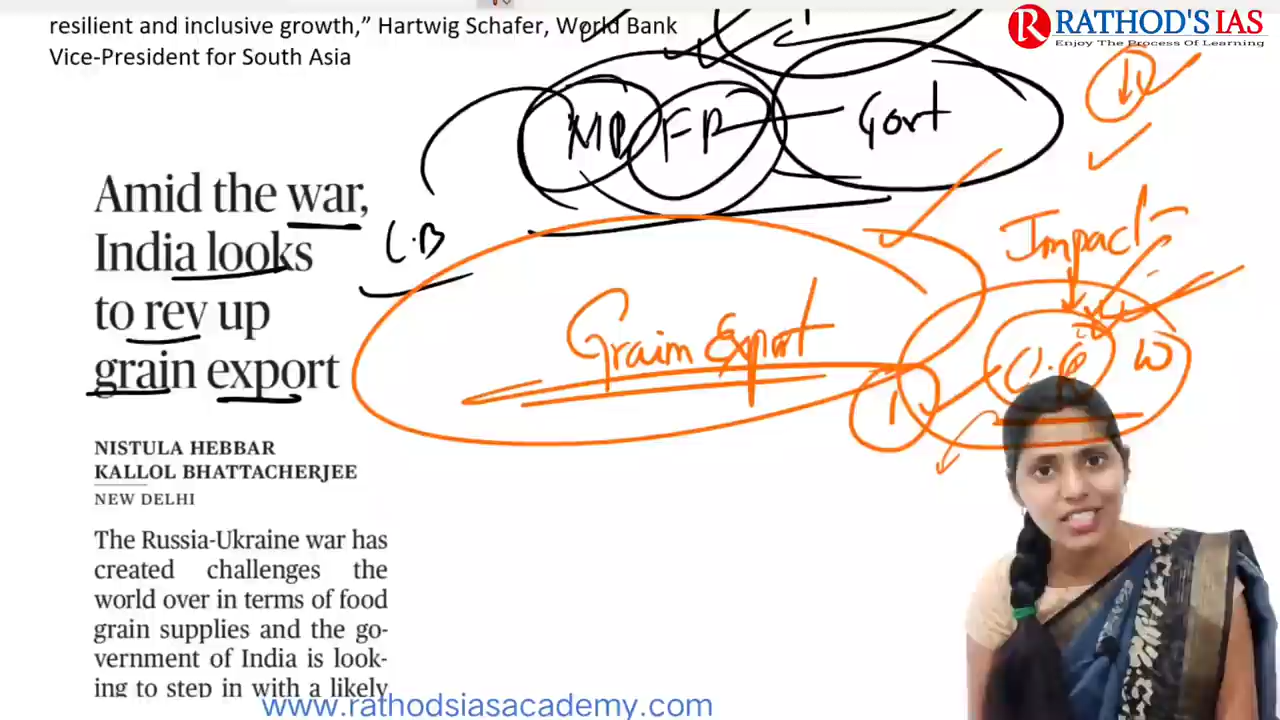 resilient and inclusive growth,” Hartwig Schafer, World Bank
Vice-President for South Asia
RATHOD'S IAS
Enjoy The Process Of Learning
MP FP Govt
C.B
Impact
Grain Export
W
Amid the war,
India looks
to rev up
grain export
NISTULA HEBBAR
KALLOL BHATTACHERJEE
NEW DELHI
The Russia-Ukraine war has
created challenges the
world over in terms of food
grain supplies and the go-
vernment of India is look-
ing to step in with a likely
www.rathodsiasacademy.com